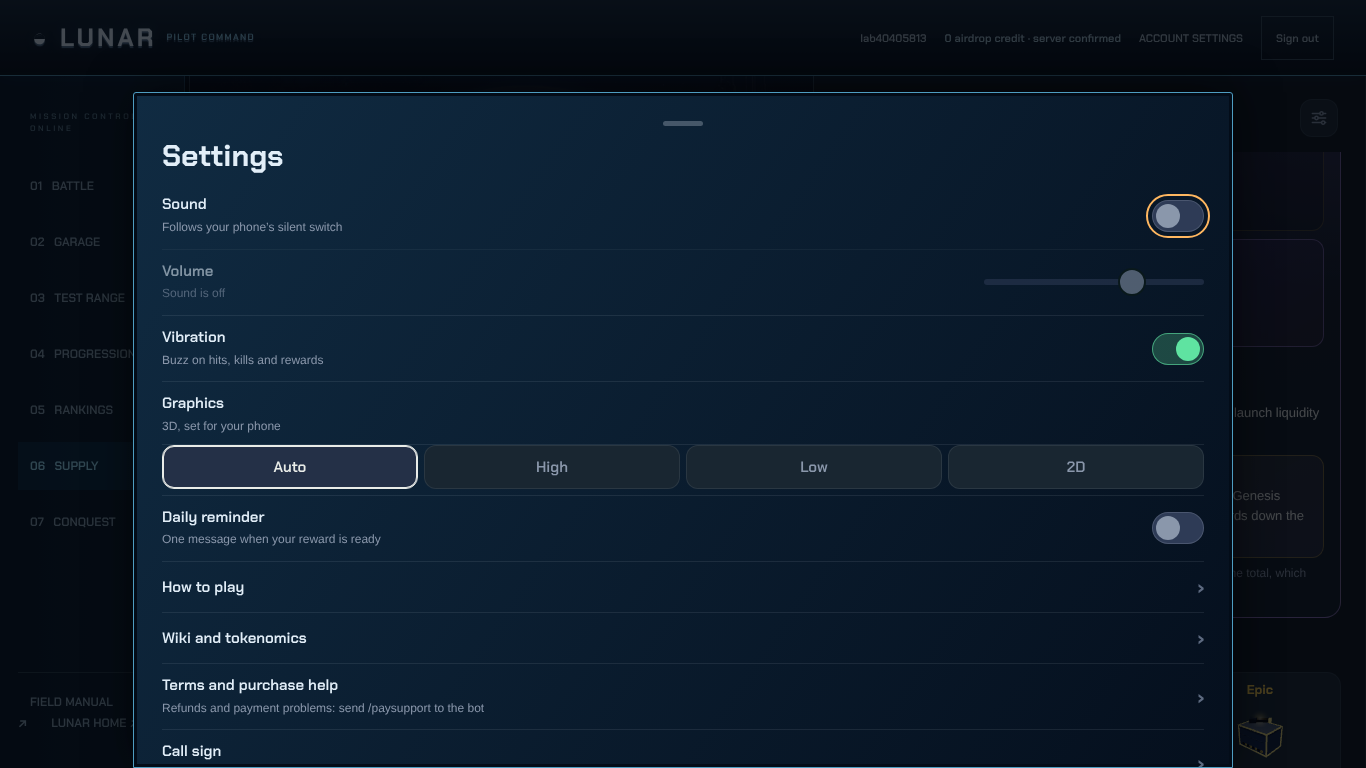 LUNAR PILOT COMMAND
lab40405813 0 airdrop credit · server confirmed ACCOUNT SETTINGS Sign out
MISSION CONTRO
ONLINE
01 BATTLE
02 GARAGE
03 TEST RANGE
04 PROGRESSION
05 RANKINGS
06 SUPPLY
07 CONQUEST
FIELD MANUAL
LUNAR HOME
Settings
Sound
Follows your phone's silent switch
Volume
Sound is off
Vibration
Buzz on hits, kills and rewards
Graphics
3D, set for your phone
Auto High Low 2D
Daily reminder
One message when your reward is ready
How to play
Wiki and tokenomics
Terms and purchase help
Refunds and payment problems: send /paysupport to the bot
Call sign
launch liquidity
Genesis
ds down the
e total, which
Epic